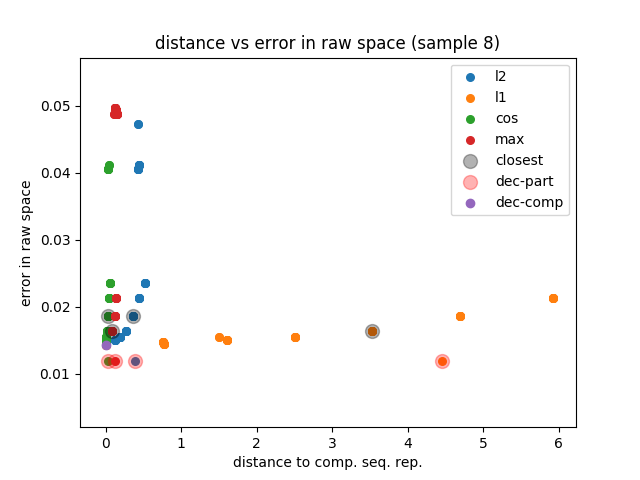 distance vs error in raw space (sample 8)
l2
l1
cos
max
closest
dec-part
dec-comp
error in raw space
0.05
0.04
0.03
0.02
0.01
0 1 2 3 4 5 6
distance to comp. seq. rep.